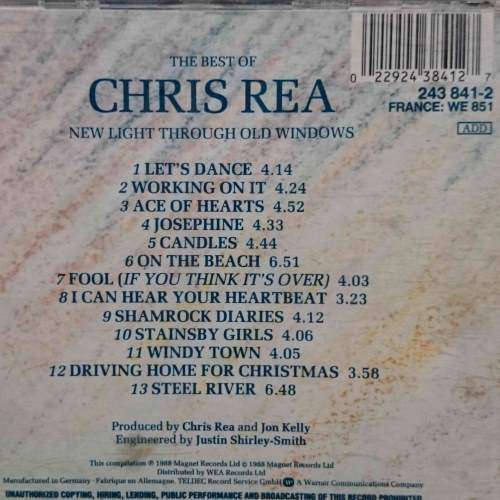 THE BEST OF
CHRIS REA
NEW LIGHT THROUGH OLD WINDOWS
0 22924 38412 7
243 841-2
FRANCE: WE 851
ADD
1 LET'S DANCE 4.14
2 WORKING ON IT 4.24
3 ACE OF HEARTS 4.52
4 JOSEPHINE 4.33
5 CANDLES 4.44
6 ON THE BEACH 6.51
7 FOOL (IF YOU THINK IT'S OVER) 4.03
8 I CAN HEAR YOUR HEARTBEAT 3.23
9 SHAMROCK DIARIES 4.12
10 STAINSBY GIRLS 4.06
11 WINDY TOWN 4.05
12 DRIVING HOME FOR CHRISTMAS 3.58
13 STEEL RIVER 6.48
Produced by Chris Rea and Jon Kelly
Engineered by Justin Shirley-Smith
This compilation ℗ 1988 Magnet Records Ltd © 1988 Magnet Records Ltd
Distributed by WEA Records Ltd
Manufactured in Germany · Fabriqué en Allemagne. TELDEC Record Service GmbH A Warner Communications Company
UNAUTHORIZED COPYING, HIRING, LENDING, PUBLIC PERFORMANCE AND BROADCASTING OF THIS RECORD PROHIBITED